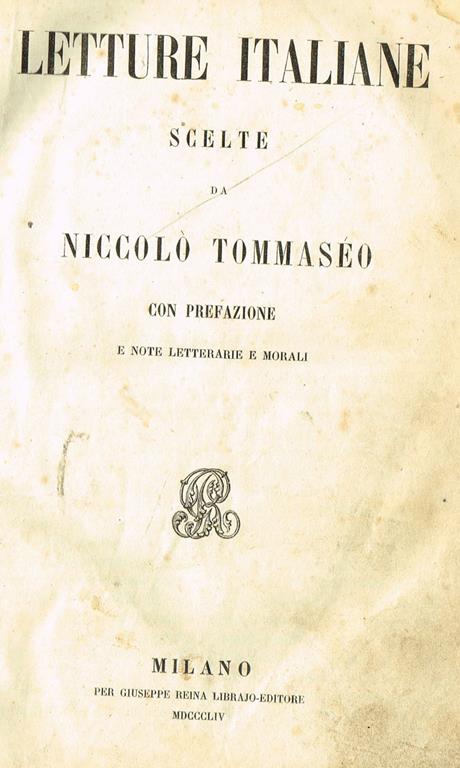 LETTURE ITALIANE
SCELTE
DA
NICCOLÒ TOMMASÉO
CON PREFAZIONE
E NOTE LETTERARIE E MORALI
MILANO
PER GIUSEPPE REINA LIBRAJO-EDITORE
MDCCCLIV